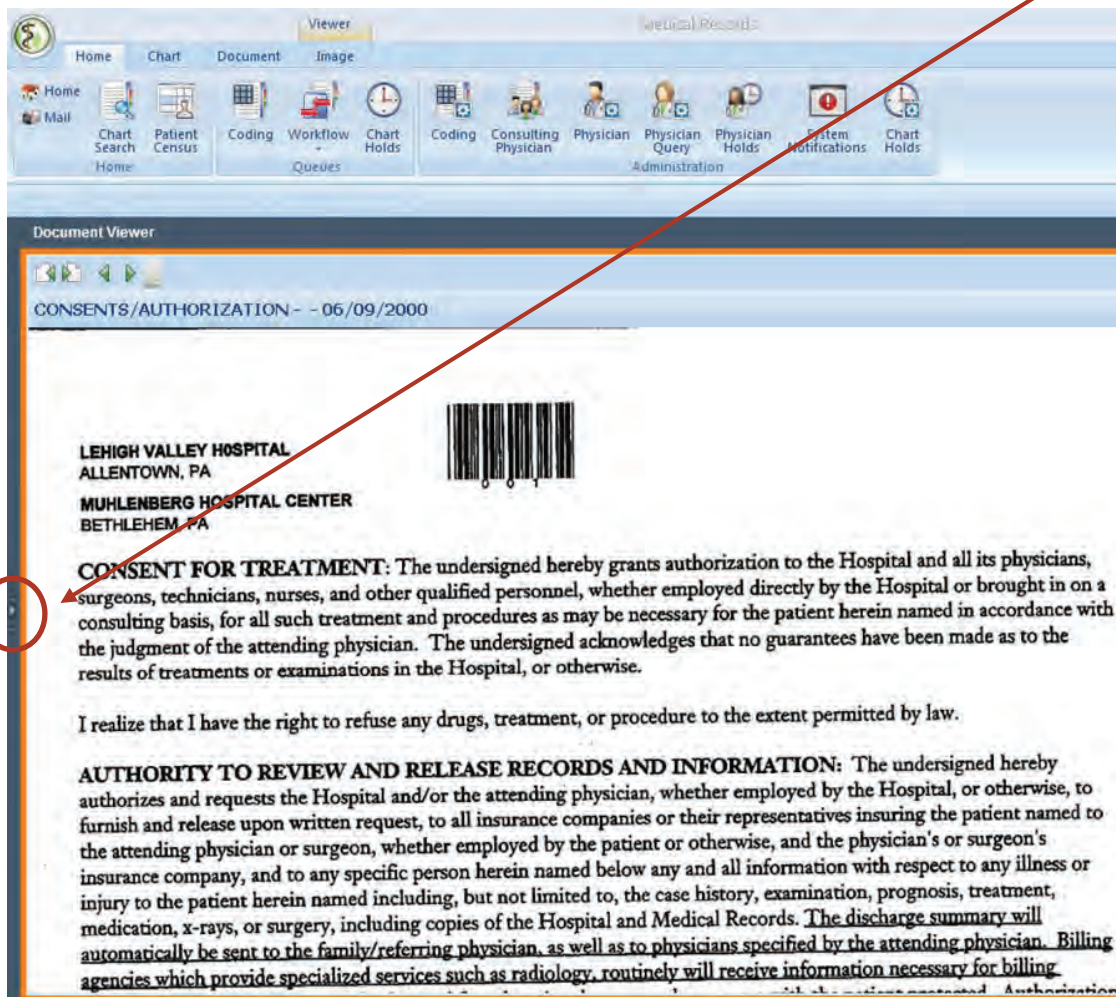 Viewer
Medical Records
Home Chart Document Image
Home
Mail
Chart Search
Patient Census
Coding
Workflow
Chart Holds
Coding
Consulting Physician
Physician
Physician Query
Physician Holds
System Notifications
Chart Holds
Home Queues Administration
Document Viewer
CONSENTS/AUTHORIZATION - - 06/09/2000
LEHIGH VALLEY HOSPITAL
ALLENTOWN, PA
001
MUHLENBERG HOSPITAL CENTER
BETHLEHEM, PA
CONSENT FOR TREATMENT: The undersigned hereby grants authorization to the Hospital and all its physicians,
surgeons, technicians, nurses, and other qualified personnel, whether employed directly by the Hospital or brought in on a
consulting basis, for all such treatment and procedures as may be necessary for the patient herein named in accordance with
the judgment of the attending physician. The undersigned acknowledges that no guarantees have been made as to the
results of treatments or examinations in the Hospital, or otherwise.
I realize that I have the right to refuse any drugs, treatment, or procedure to the extent permitted by law.
AUTHORITY TO REVIEW AND RELEASE RECORDS AND INFORMATION: The undersigned hereby
authorizes and requests the Hospital and/or the attending physician, whether employed by the Hospital, or otherwise, to
furnish and release upon written request, to all insurance companies or their representatives insuring the patient named to
the attending physician or surgeon, whether employed by the patient or otherwise, and the physician's or surgeon's
insurance company, and to any specific person herein named below any and all information with respect to any illness or
injury to the patient herein named including, but not limited to, the case history, examination, prognosis, treatment,
medication, x-rays, or surgery, including copies of the Hospital and Medical Records. The discharge summary will
automatically be sent to the family/referring physician, as well as to physicians specified by the attending physician. Billing
agencies which provide specialized services such as radiology, routinely will receive information necessary for billing
with the patient protected. Authorization